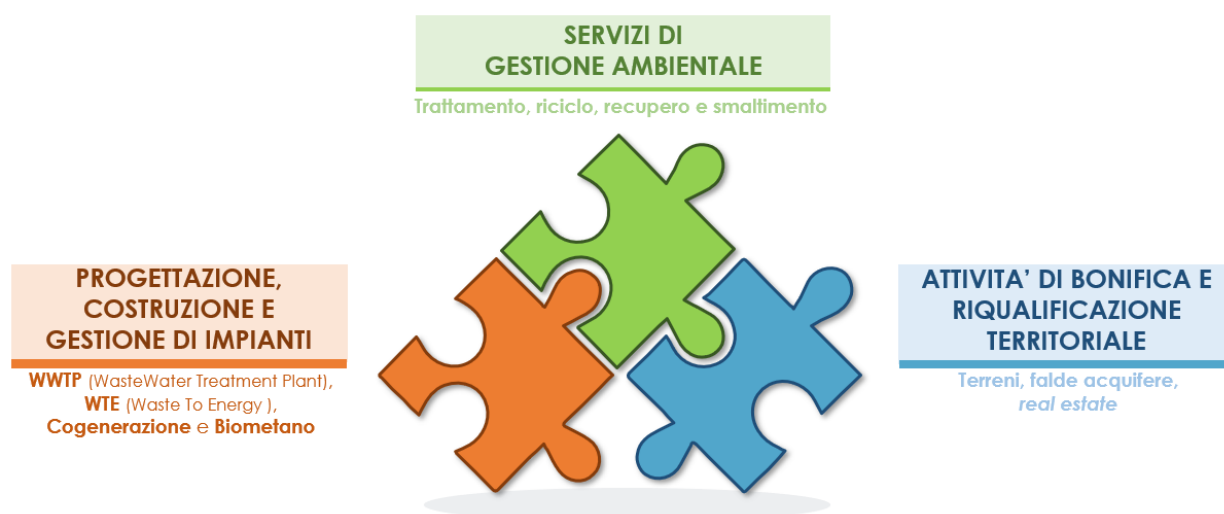 SERVIZI DI
GESTIONE AMBIENTALE
Trattamento, riciclo, recupero e smaltimento
PROGETTAZIONE,
COSTRUZIONE E
GESTIONE DI IMPIANTI
WWTP (WasteWater Treatment Plant),
WTE (Waste To Energy ),
Cogenerazione e Biometano
ATTIVITA’ DI BONIFICA E
RIQUALIFICAZIONE
TERRITORIALE
Terreni, falde acquifere,
real estate